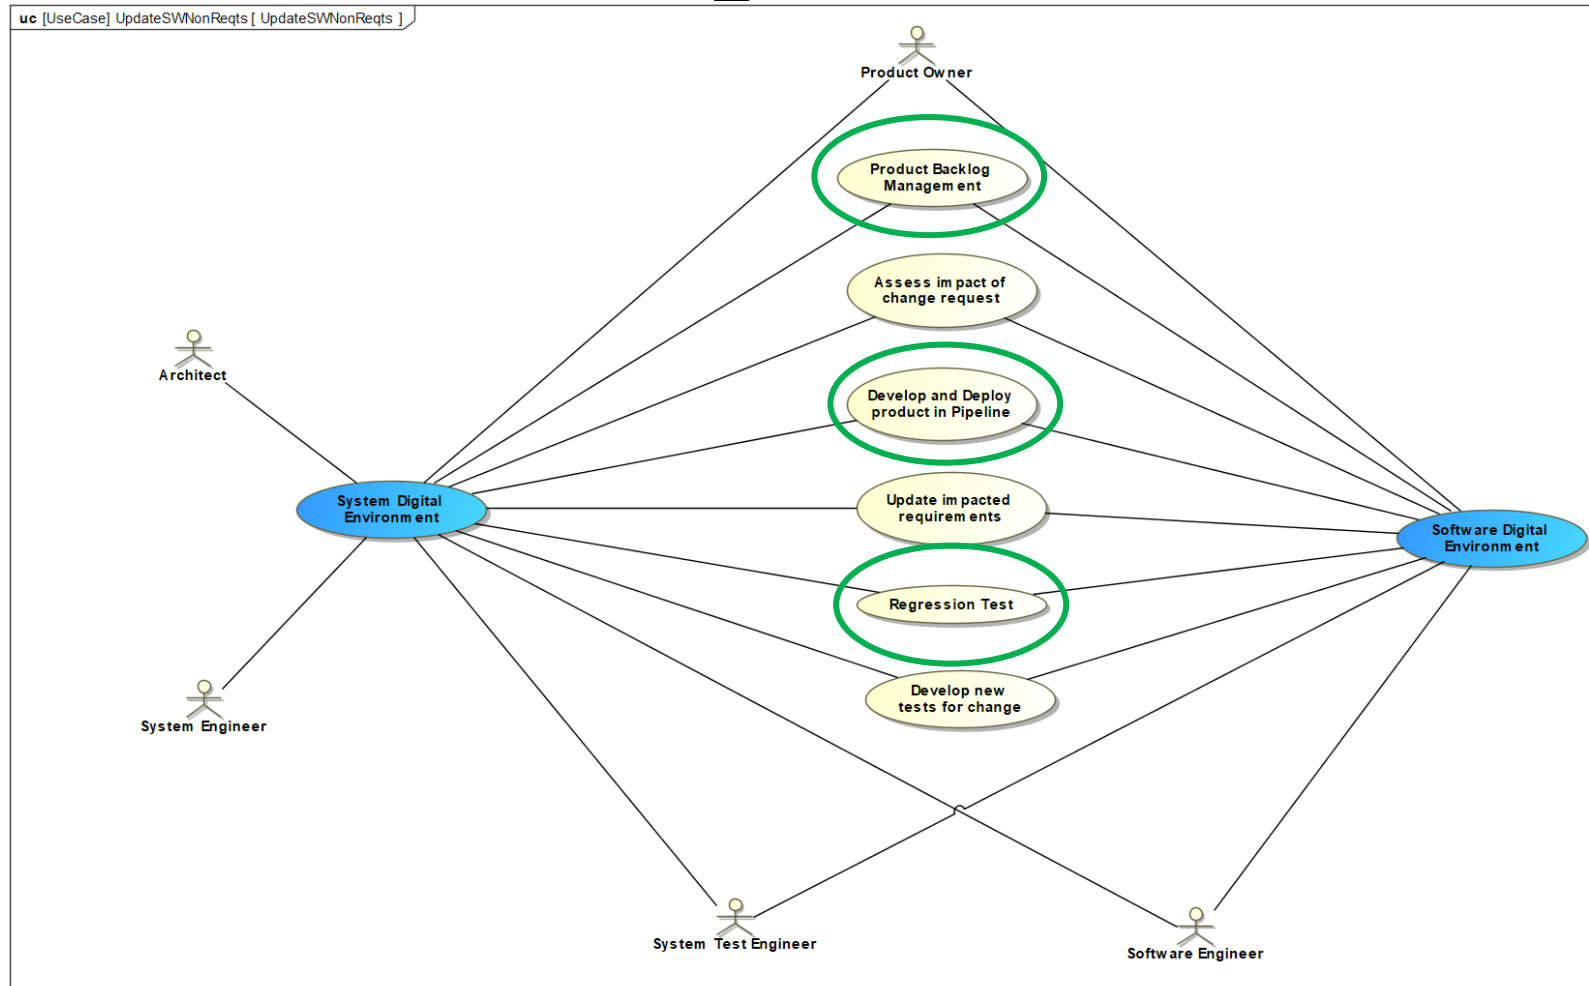 uc [UseCase] UpdateSWNonReqts [ UpdateSWNonReqts ]
Product Owner
Product Backlog
Management
Assess impact of
change request
Architect
Develop and Deploy
product in Pipeline
System Digital
Environment
Update impacted
requirements
Software Digital
Environment
Regression Test
System Engineer
Develop new
tests for change
System Test Engineer
Software Engineer